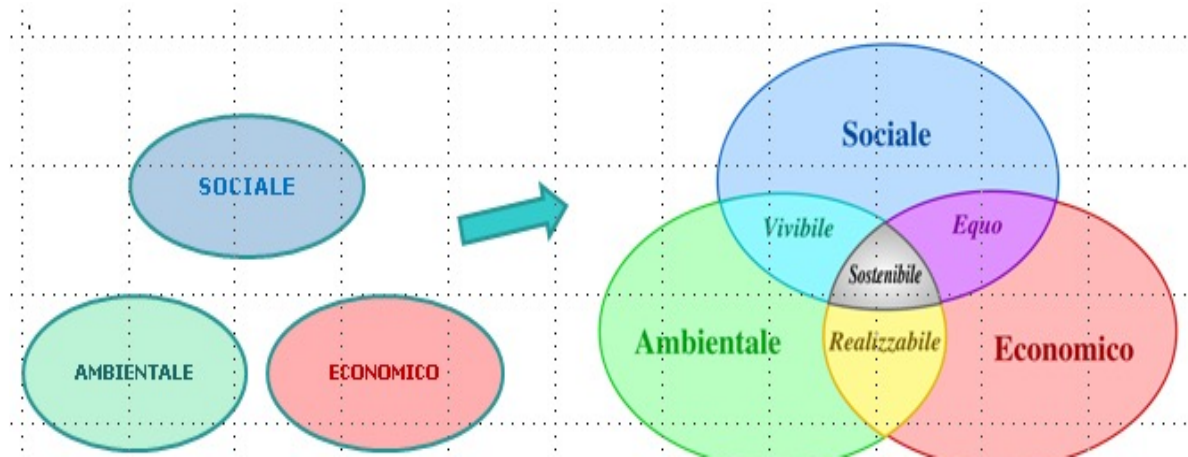 SOCIALE
AMBIENTALE
ECONOMICO
Sociale
Vivibile
Equo
Sostenibile
Ambientale
Realizzabile
Economico